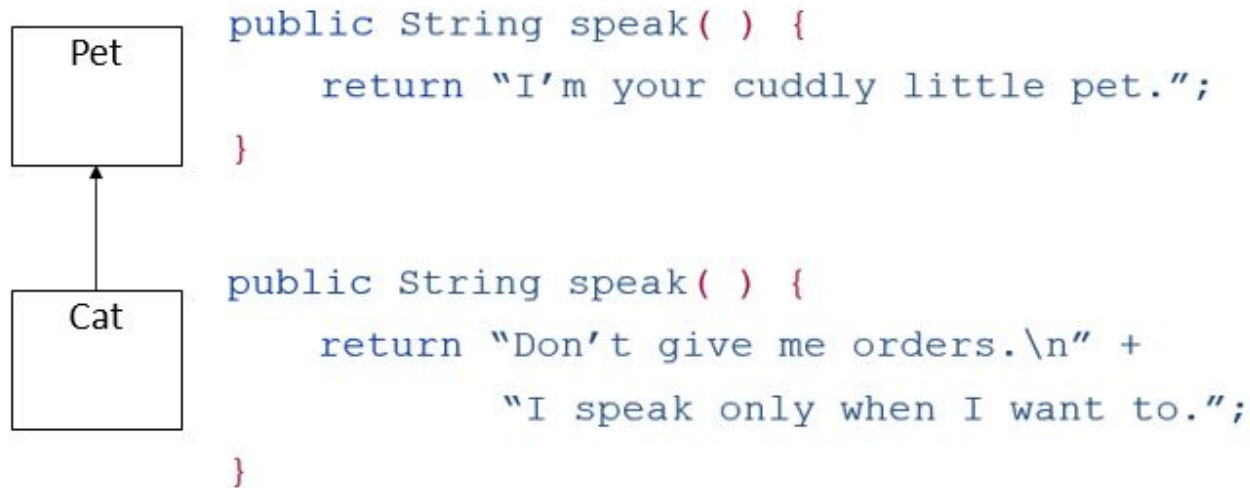 Pet
public String speak( ) {
return “I’m your cuddly little pet.”;
}
Cat
public String speak( ) {
return “Don’t give me orders.\n” +
“I speak only when I want to.”;
}